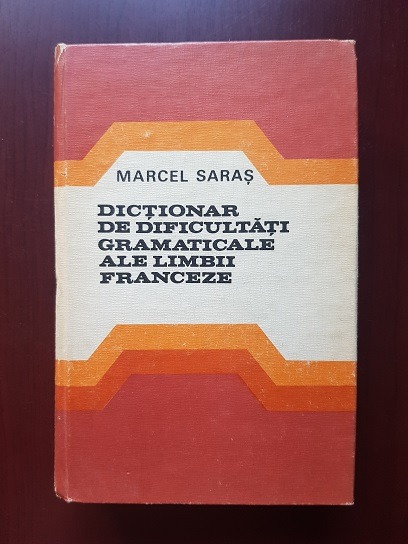 MARCEL SARAȘ
DICȚIONAR
DE DIFICULTĂȚI
GRAMATICALE
ALE LIMBII
FRANCEZE